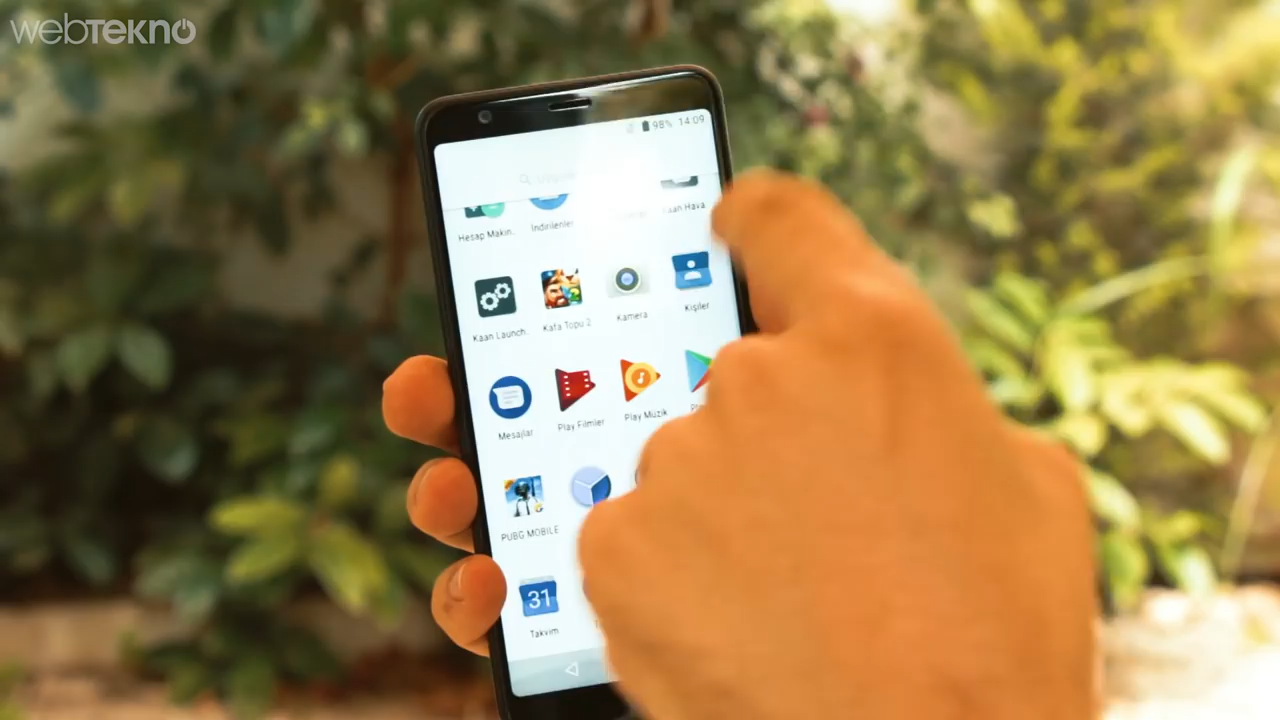 webTEKNO
98% 14:09
Hesap Makin..
İndirilenler
Kaan Hava
Kaan Launch..
Kafa Topu 2
Kamera
Kişiler
Mesajlar
Play Filmler
Play Müzik
PUBG MOBILE
31
Takvim